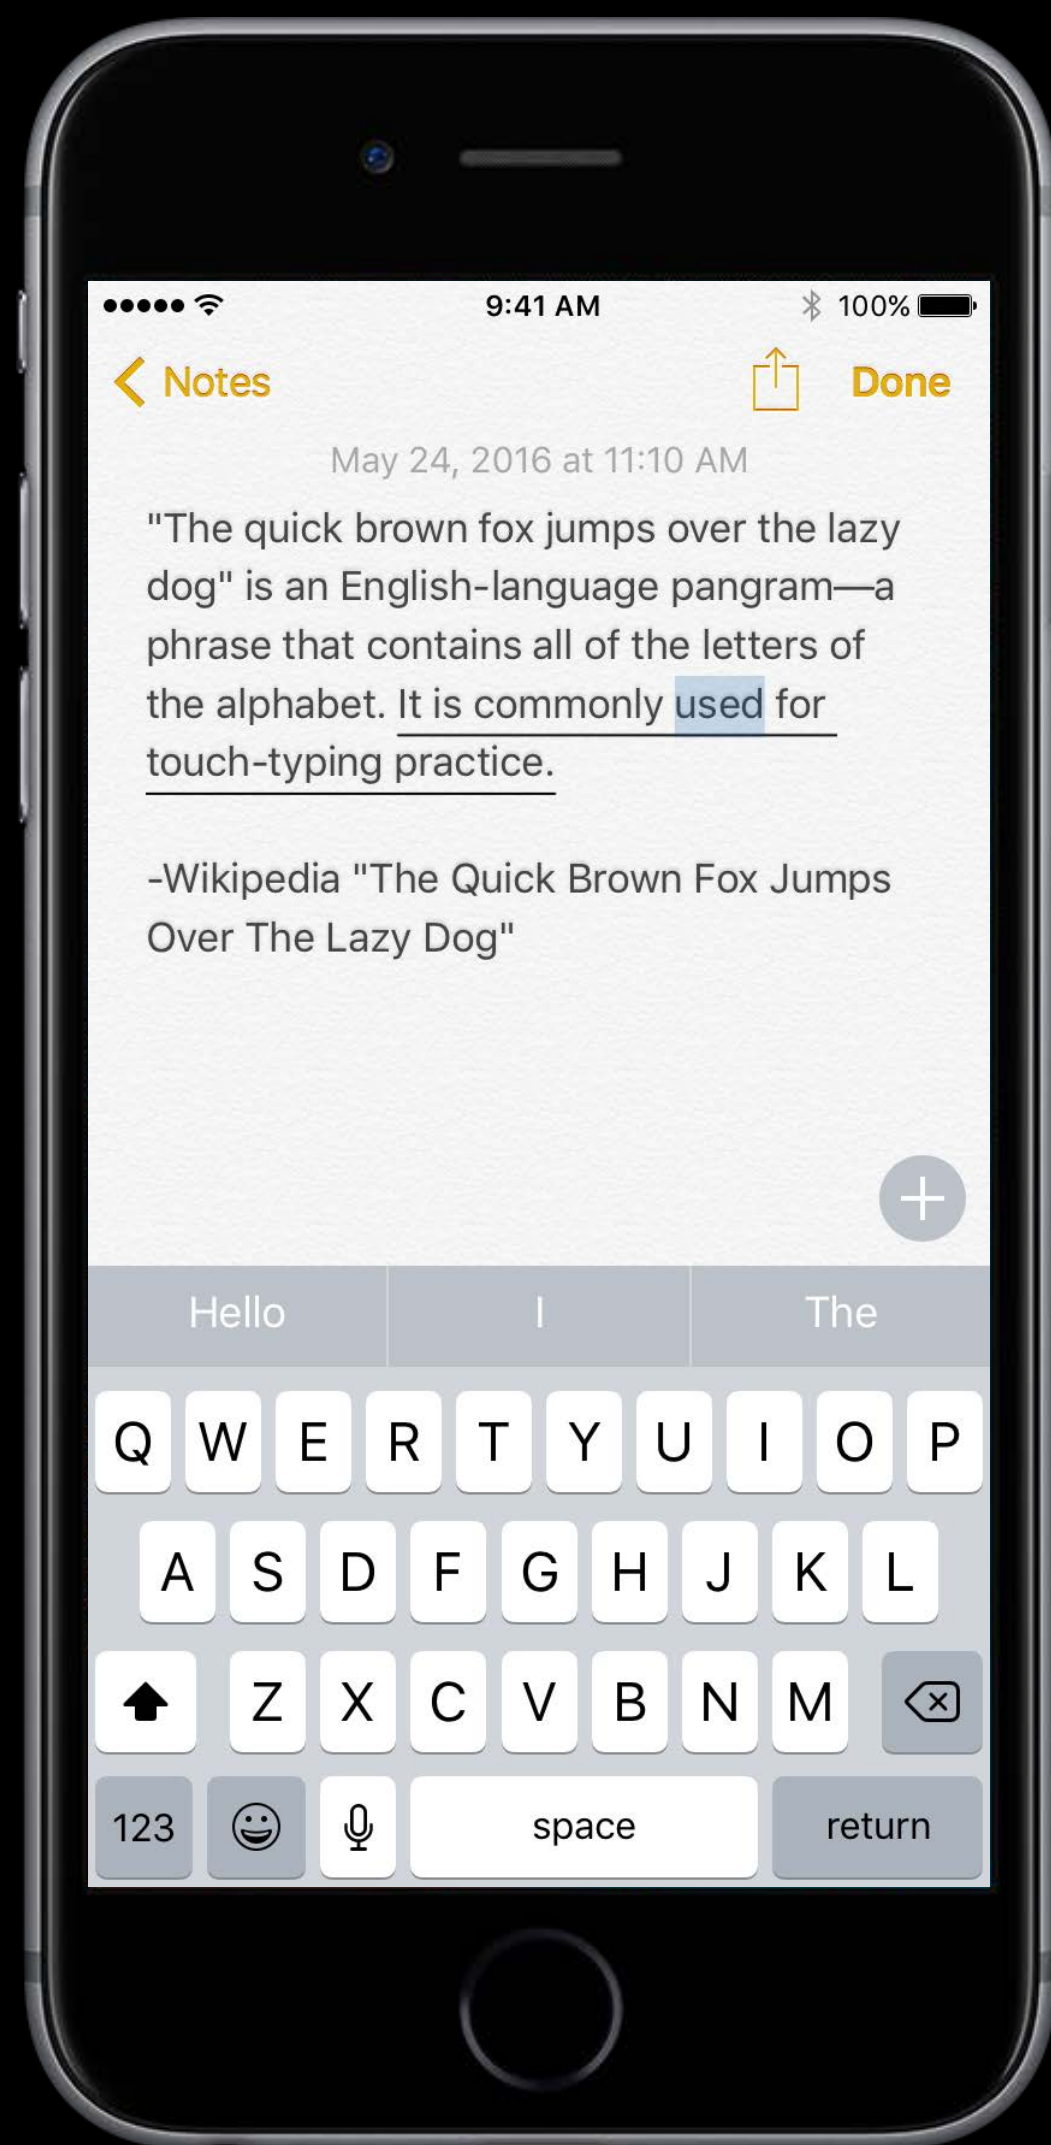 9:41 AM 100%
Notes Done
May 24, 2016 at 11:10 AM
"The quick brown fox jumps over the lazy
dog" is an English-language pangram—a
phrase that contains all of the letters of
the alphabet. It is commonly used for
touch-typing practice.
-Wikipedia "The Quick Brown Fox Jumps
Over The Lazy Dog"
Hello I The
Q W E R T Y U I O P
A S D F G H J K L
Z X C V B N M
123 space return